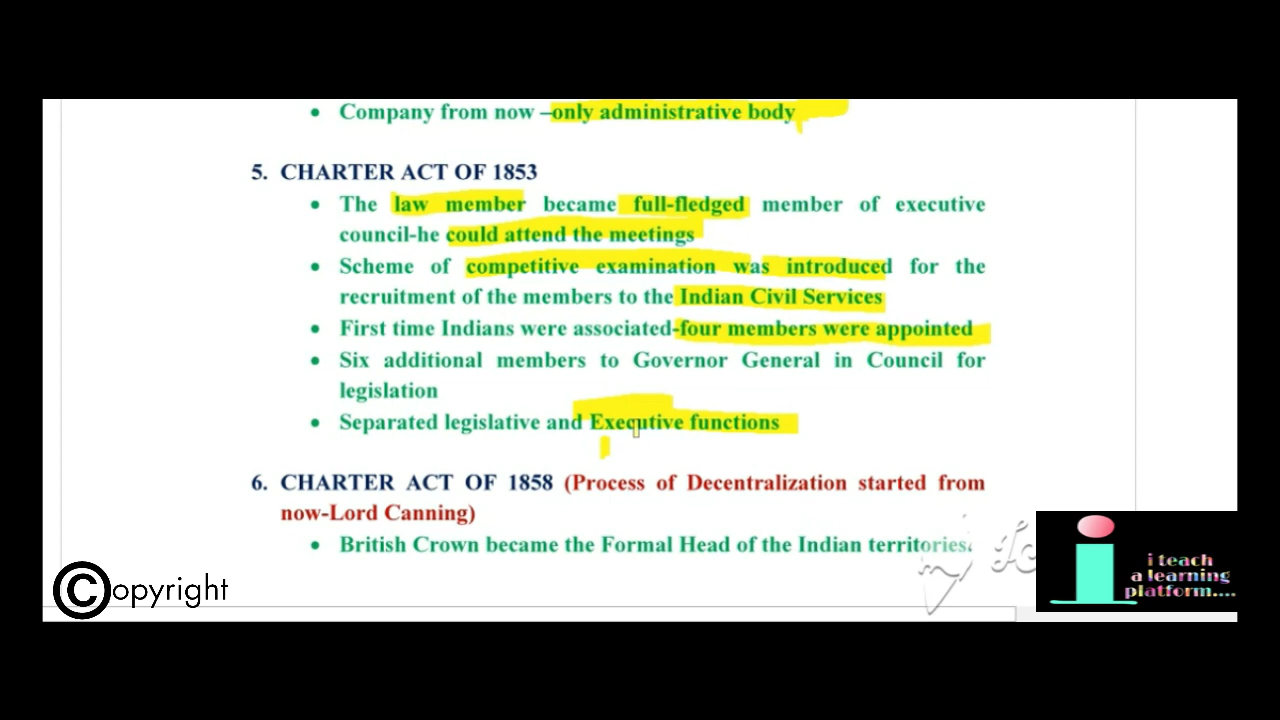 • Company from now –only administrative body
5. CHARTER ACT OF 1853
• The law member became full-fledged member of executive
council-he could attend the meetings
• Scheme of competitive examination was introduced for the
recruitment of the members to the Indian Civil Services
• First time Indians were associated-four members were appointed
• Six additional members to Governor General in Council for
legislation
• Separated legislative and Executive functions
6. CHARTER ACT OF 1858 (Process of Decentralization started from
now-Lord Canning)
• British Crown became the Formal Head of the Indian territories.
©opyright
i teach
a learning
platform....